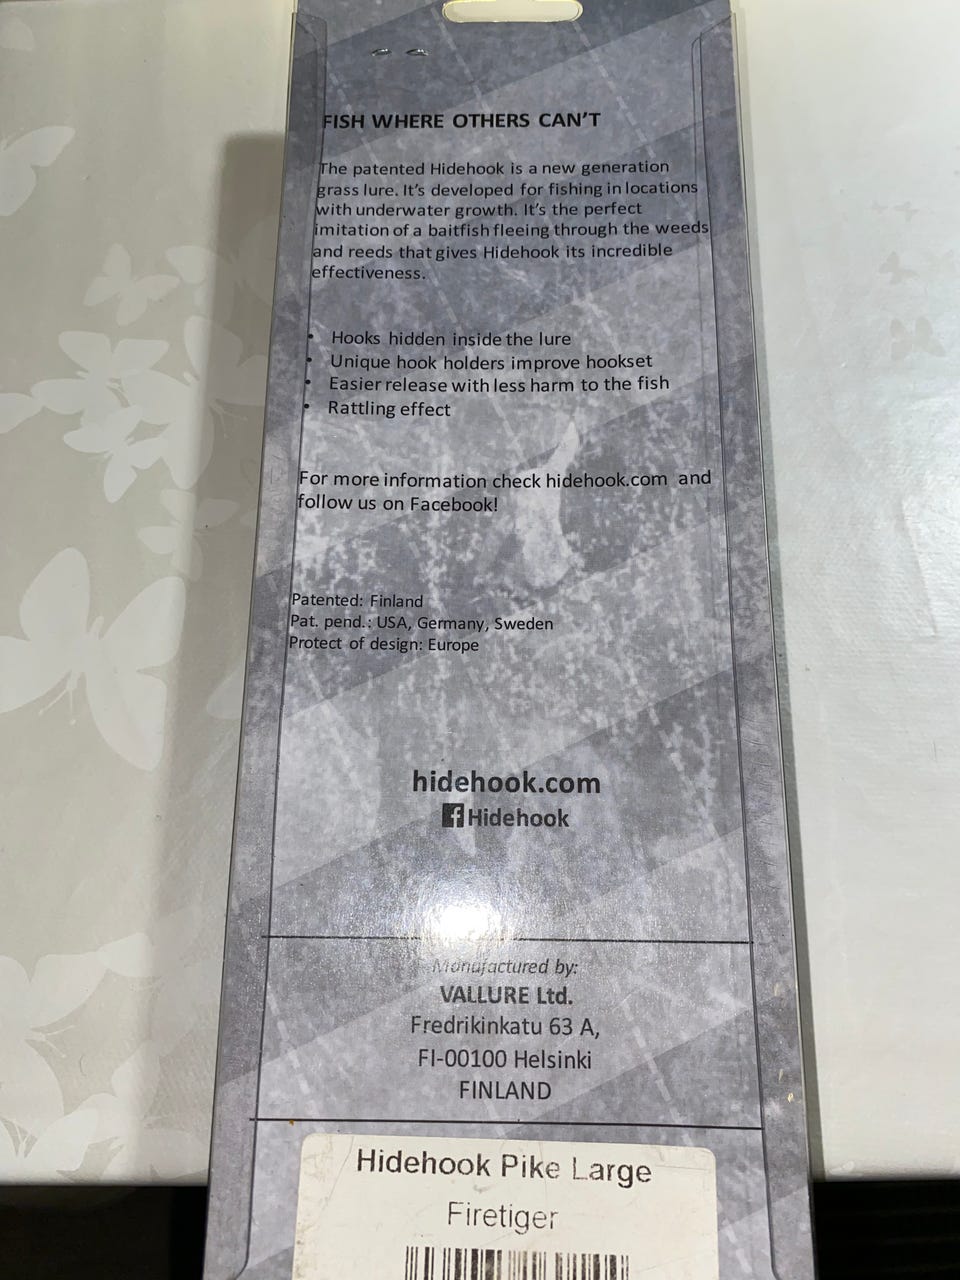 FISH WHERE OTHERS CAN'T
The patented Hidehook is a new generation
grass lure. It's developed for fishing in locations
with underwater growth. It's the perfect
imitation of a baitfish fleeing through the weeds
and reeds that gives Hidehook its incredible
effectiveness.
• Hooks hidden inside the lure
• Unique hook holders improve hookset
• Easier release with less harm to the fish
• Rattling effect
For more information check hidehook.com and
follow us on Facebook!
Patented: Finland
Pat. pend.: USA, Germany, Sweden
Protect of design: Europe
hidehook.com
f Hidehook
Manufactured by:
VALLURE Ltd.
Fredrikinkatu 63 A,
FI-00100 Helsinki
FINLAND
Hidehook Pike Large
Firetiger